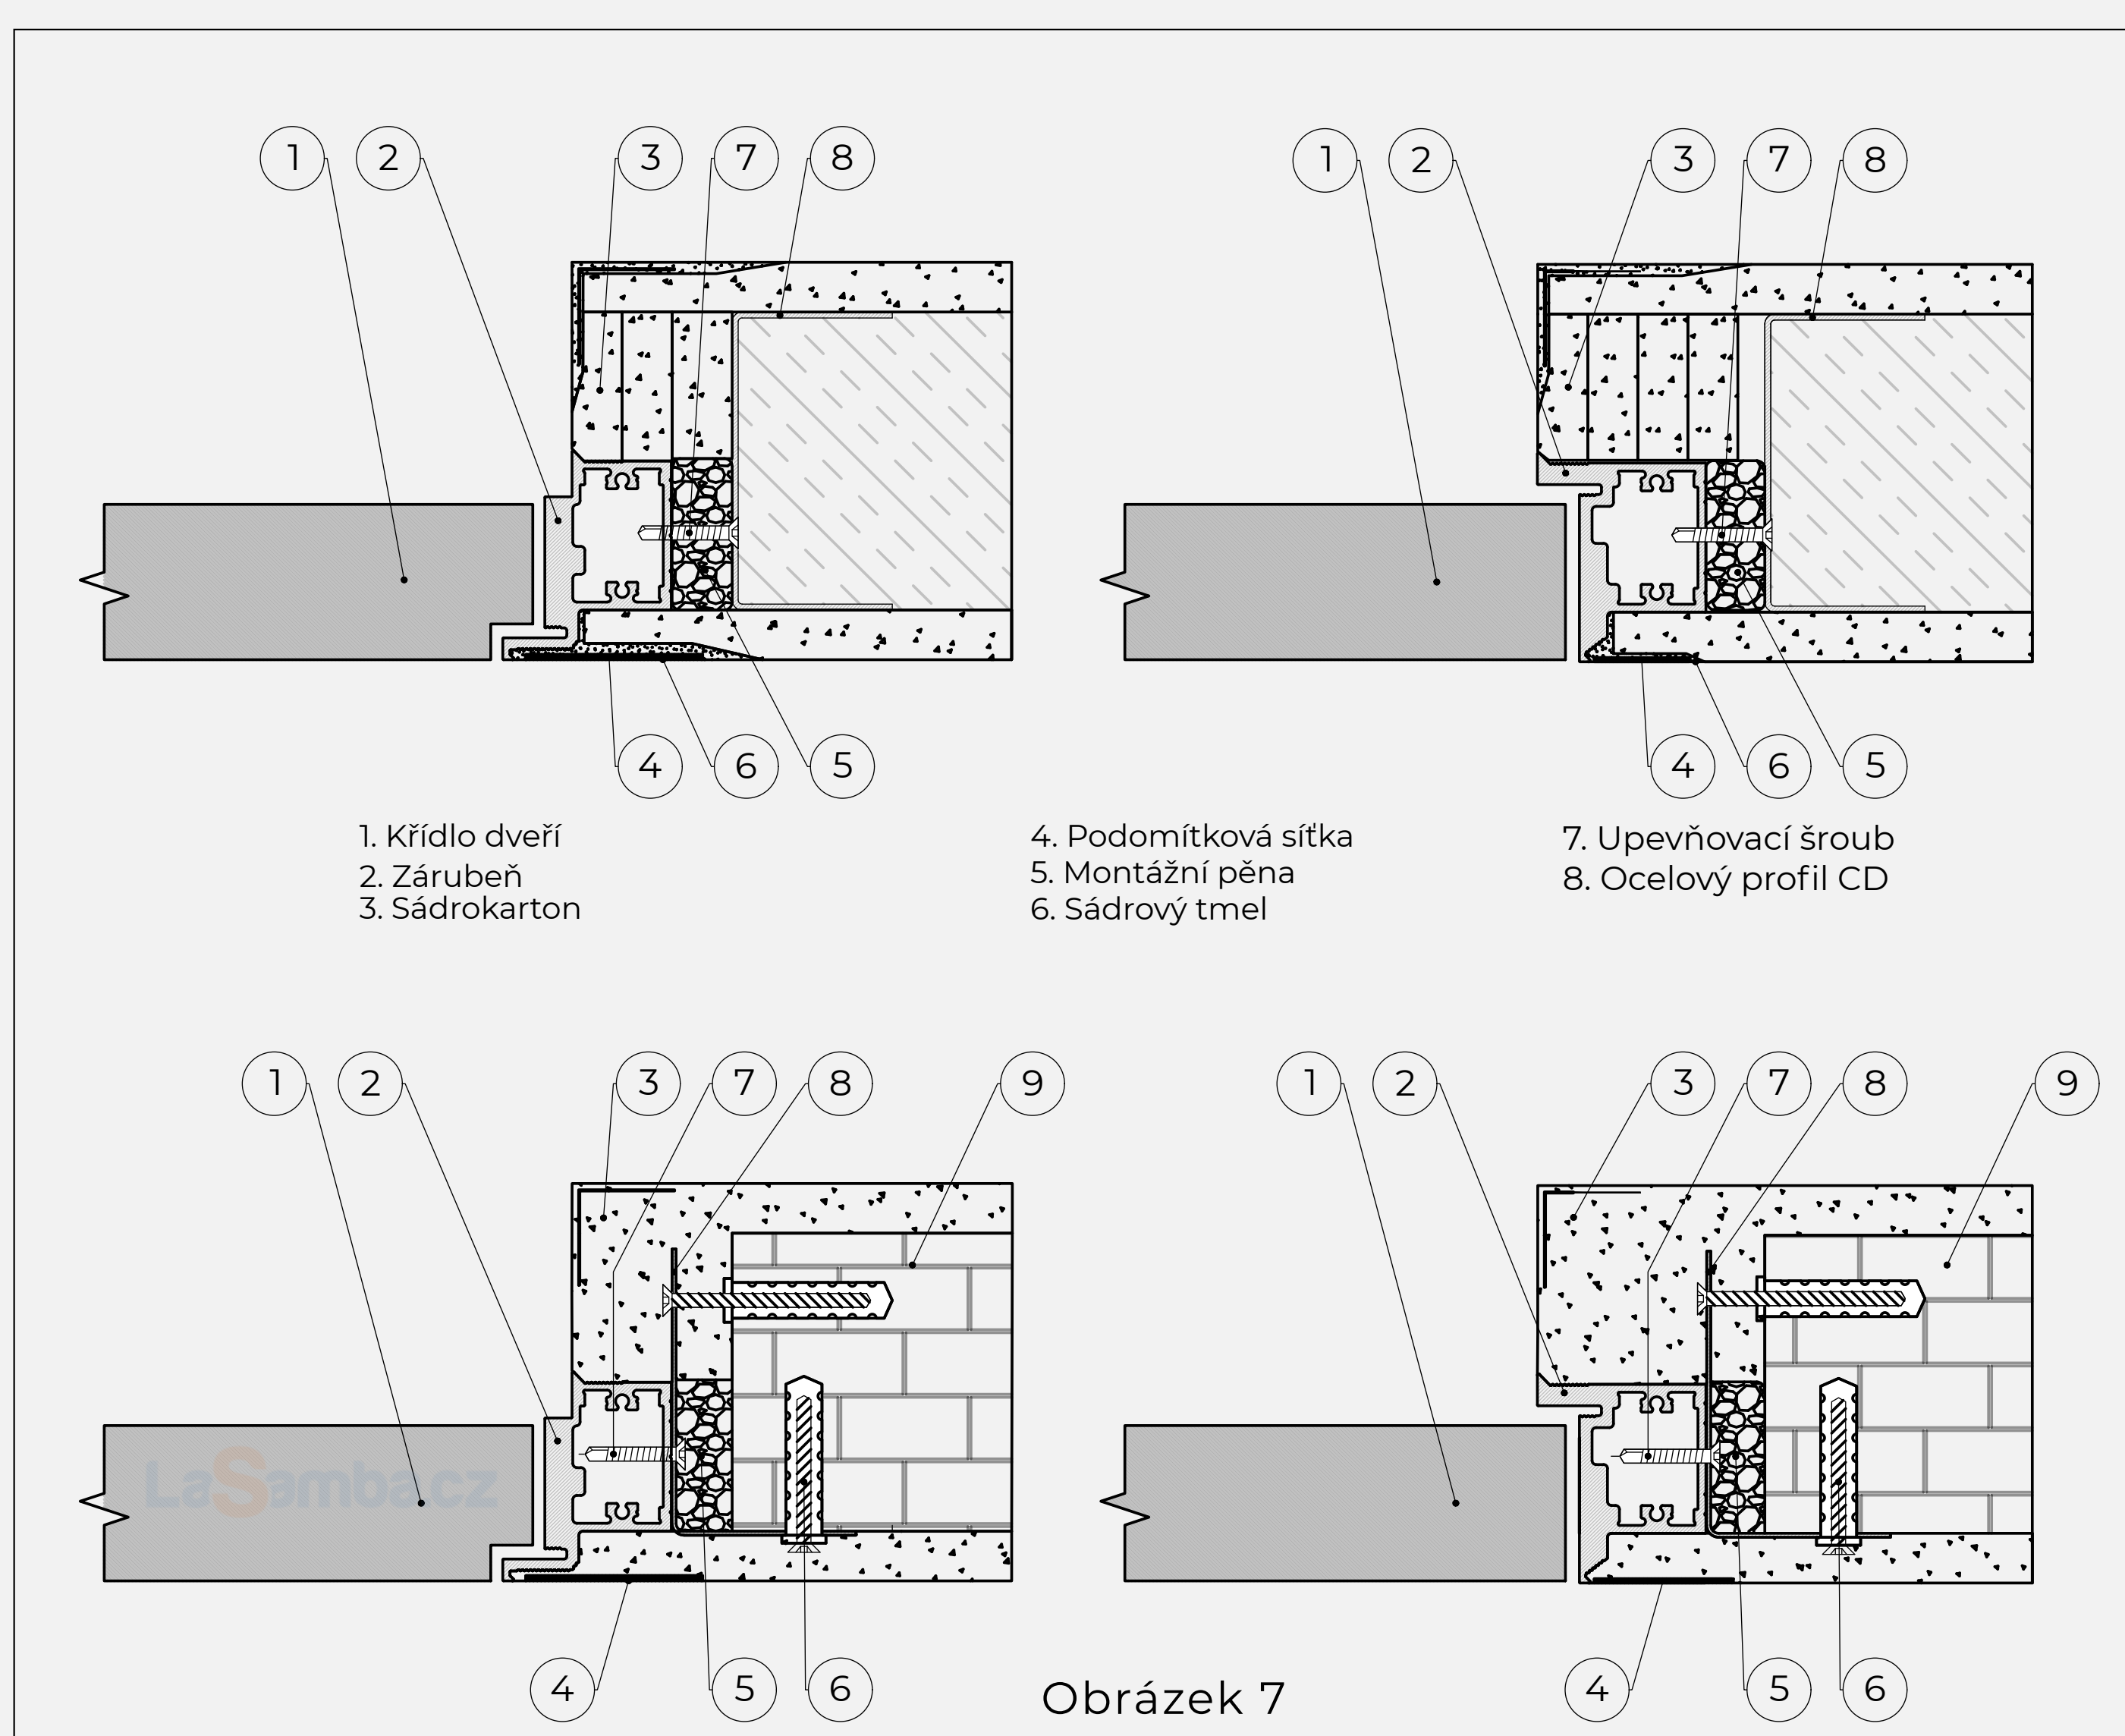 1 2 3 7 8 1 2 3 7 8
4 6 5 4 6 5
1. Křídlo dveří
2. Zárubeň
3. Sádrokarton
4. Podomítková síťka
5. Montážní pěna
6. Sádrový tmel
7. Upevňovací šroub
8. Ocelový profil CD
1 2 3 7 8 9 1 2 3 7 8 9
LaSamba.cz
4 5 6 4 5 6
Obrázek 7